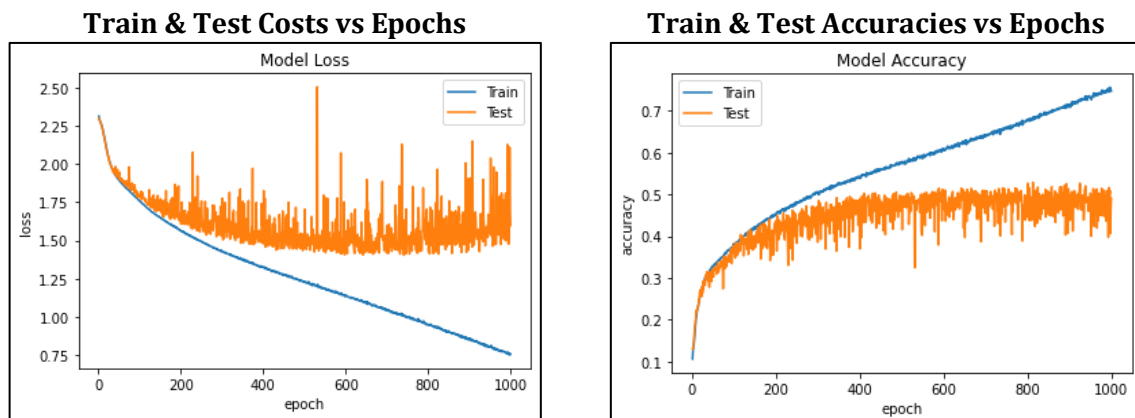 Train & Test Costs vs Epochs
Model Loss
2.50
2.25
2.00
1.75
1.50
1.25
1.00
0.75
loss
0
200
400
600
800
1000
epoch
Train
Test
Train & Test Accuracies vs Epochs
Model Accuracy
0.7
0.6
0.5
0.4
0.3
0.2
0.1
accuracy
0
200
400
600
800
1000
epoch
Train
Test